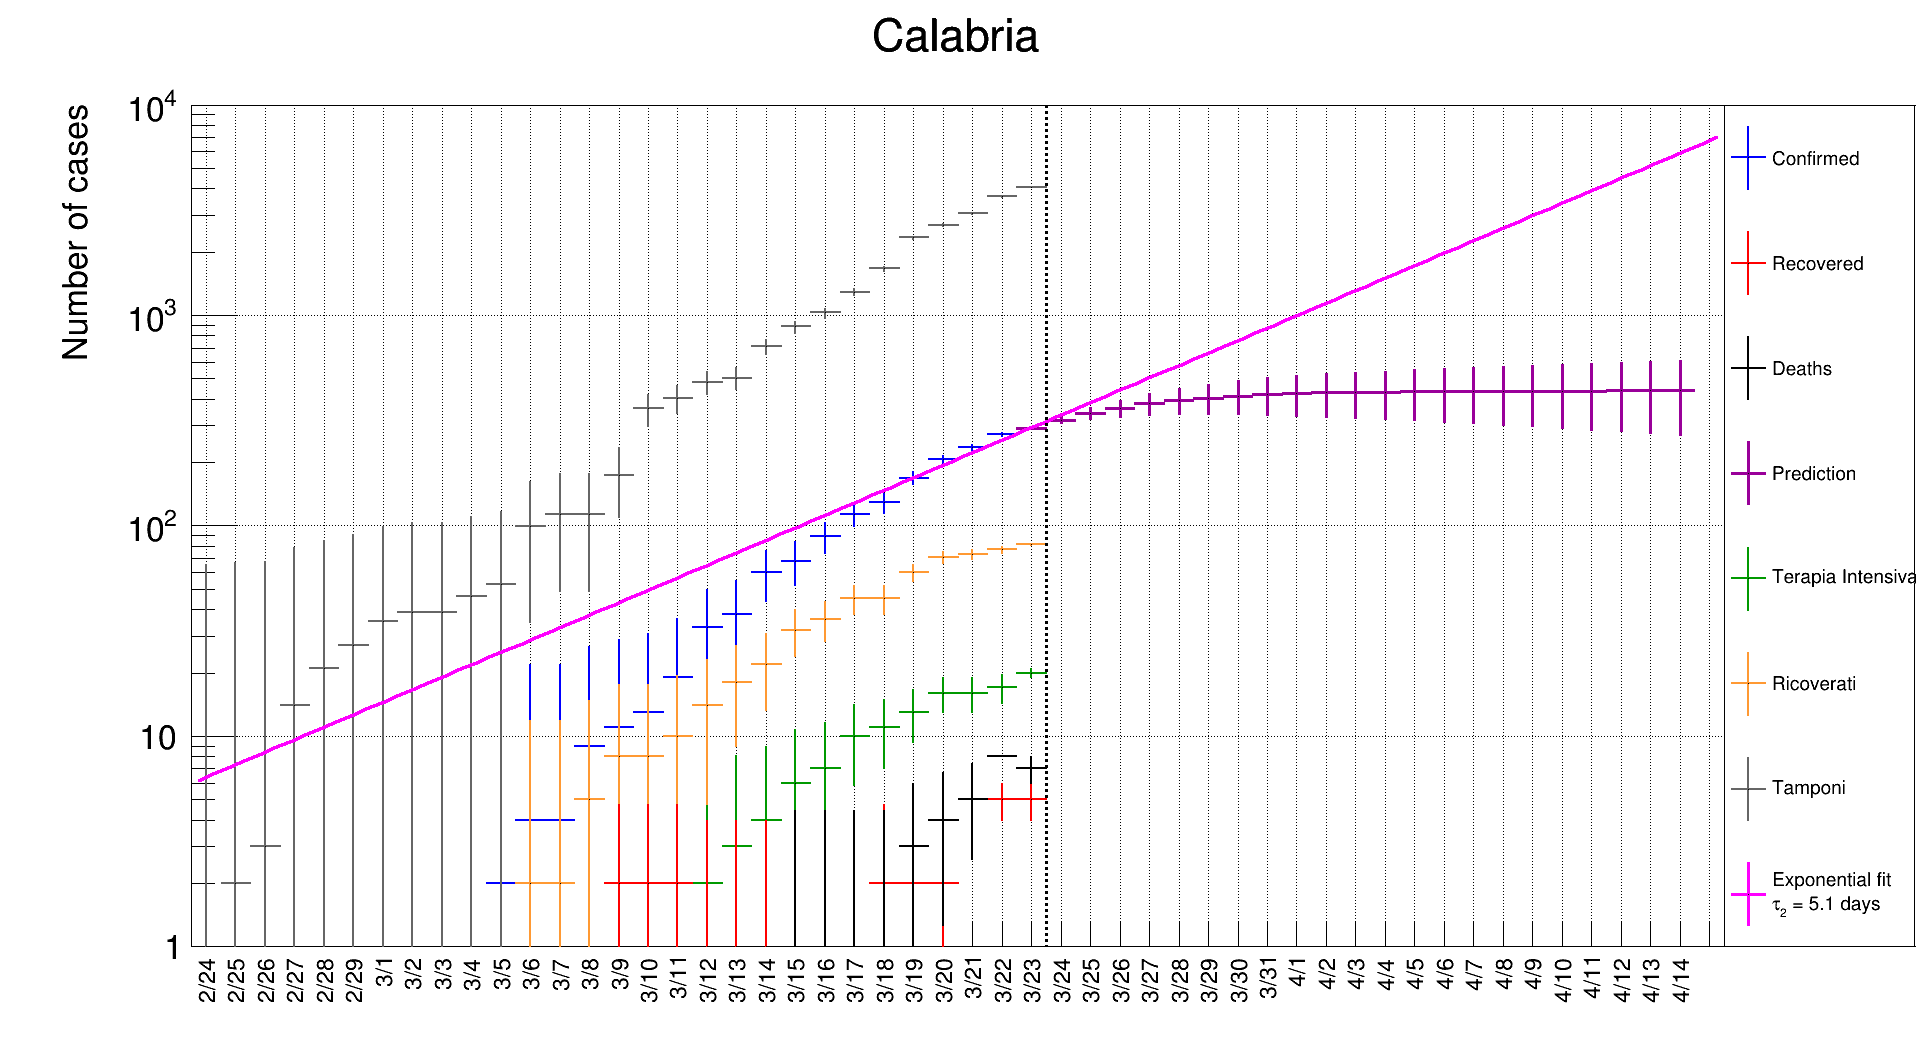 Calabria
Number of cases
10^4
10^3
10^2
10
1
2/24 2/25 2/26 2/27 2/28 2/29 3/1 3/2 3/3 3/4 3/5 3/6 3/7 3/8 3/9 3/10 3/11 3/12 3/13 3/14 3/15 3/16 3/17 3/18 3/19 3/20 3/21 3/22 3/23 3/24 3/25 3/26 3/27 3/28 3/29 3/30 3/31 4/1 4/2 4/3 4/4 4/5 4/6 4/7 4/8 4/9 4/10 4/11 4/12 4/13 4/14
Confirmed
Recovered
Deaths
Prediction
Terapia Intensiva
Ricoverati
Tamponi
Exponential fit
τ₂ = 5.1 days